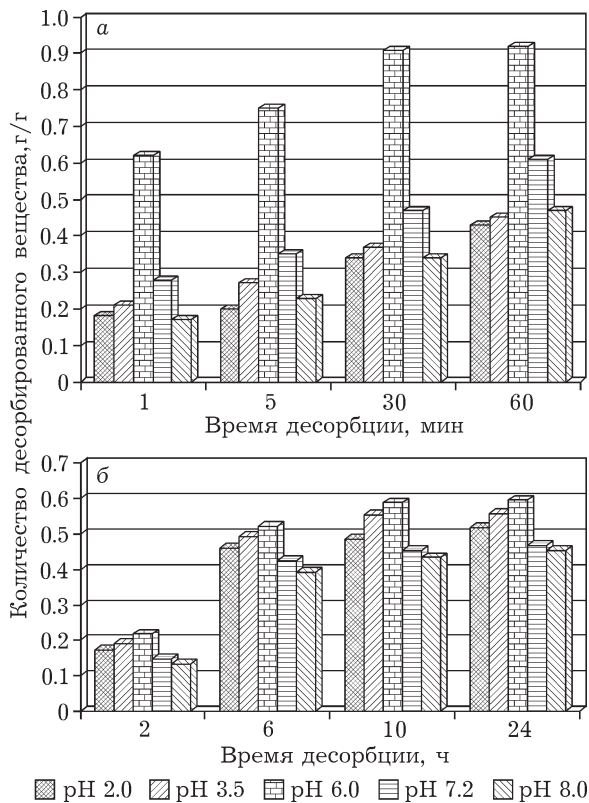 Количество десорбированного вещества, г/г
1.0
а
0.9
0.8
0.7
0.6
0.5
0.4
0.3
0.2
0.1
0
1 5 30 60
Время десорбции, мин
0.7
б
0.6
0.5
0.4
0.3
0.2
0.1
0
2 6 10 24
Время десорбции, ч
pH 2.0 pH 3.5 pH 6.0 pH 7.2 pH 8.0